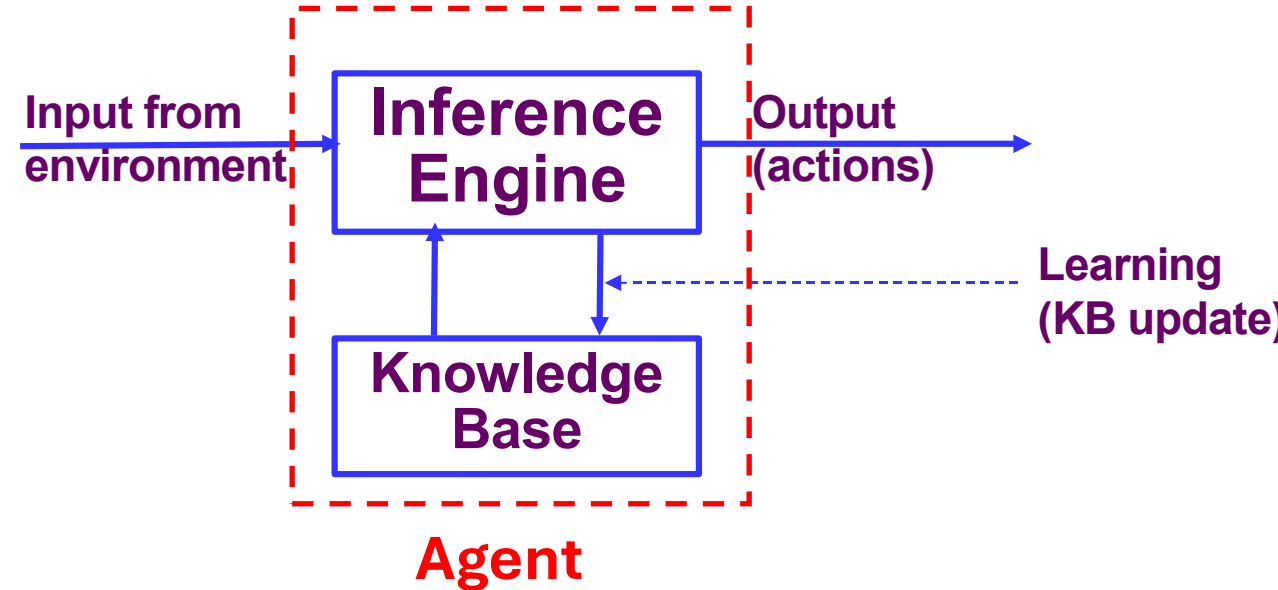 Input from
environment
Inference
Engine
Output
(actions)
Learning
(KB update)
Knowledge
Base
Agent